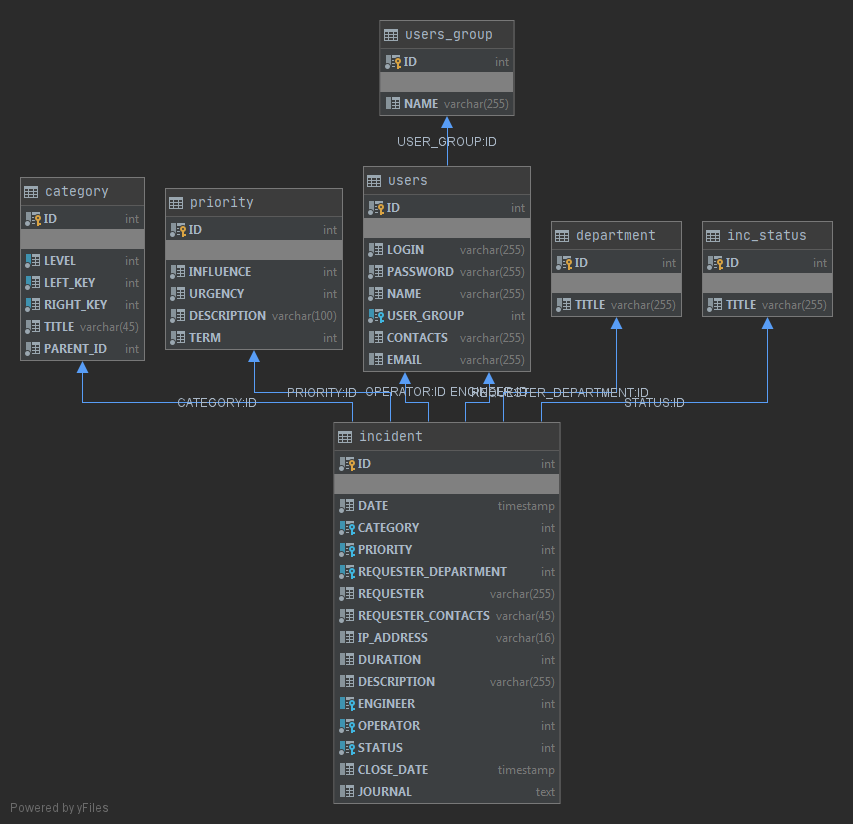 users_group
ID int
NAME varchar(255)
USER_GROUP:ID
category
ID int
LEVEL int
LEFT_KEY int
RIGHT_KEY int
TITLE varchar(45)
PARENT_ID int
priority
ID int
INFLUENCE int
URGENCY int
DESCRIPTION varchar(100)
TERM int
users
ID int
LOGIN varchar(255)
PASSWORD varchar(255)
NAME varchar(255)
USER_GROUP int
CONTACTS varchar(255)
EMAIL varchar(255)
department
ID int
TITLE varchar(255)
inc_status
ID int
TITLE varchar(255)
CATEGORY:ID
PRIORITY:ID
OPERATOR:ID
ENGINEER:ID
REQUESTER_DEPARTMENT:ID
STATUS:ID
incident
ID int
DATE timestamp
CATEGORY int
PRIORITY int
REQUESTER_DEPARTMENT int
REQUESTER varchar(255)
REQUESTER_CONTACTS varchar(45)
IP_ADDRESS varchar(16)
DURATION int
DESCRIPTION varchar(255)
ENGINEER int
OPERATOR int
STATUS int
CLOSE_DATE timestamp
JOURNAL text
Powered by yFiles